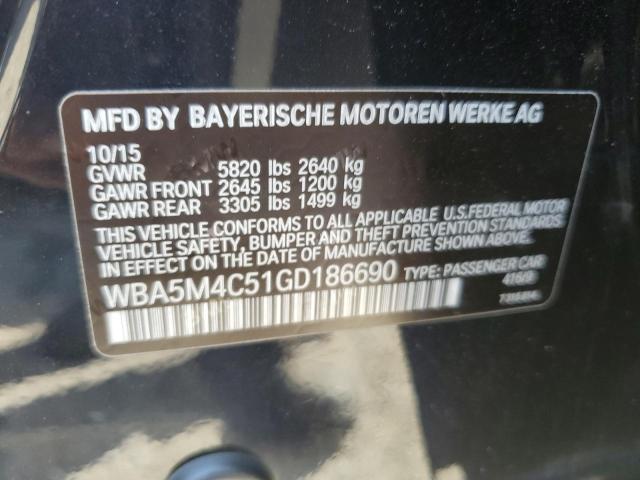 MFD BY BAYERISCHE MOTOREN WERKE AG
10/15
GVWR 5820 lbs 2640 kg
GAWR FRONT 2645 lbs 1200 kg
GAWR REAR 3305 lbs 1499 kg
THIS VEHICLE CONFORMS TO ALL APPLICABLE U.S.FEDERAL MOTOR
VEHICLE SAFETY, BUMPER AND THEFT PREVENTION STANDARDS
IN EFFECT ON THE DATE OF MANUFACTURE SHOWN ABOVE.
WBA5M4C51GD186690 TYPE: PASSENGER CAR